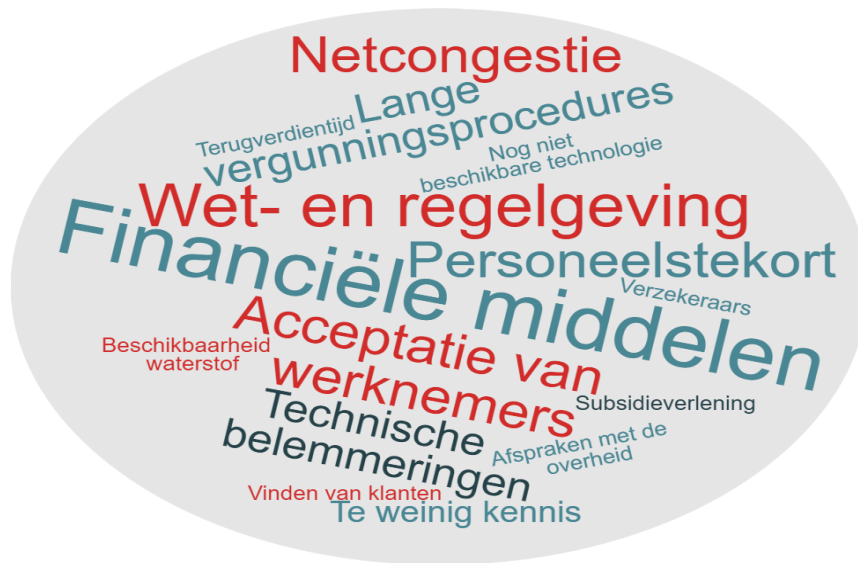 Netcongestie
Lange
vergunningsprocedures
Terugverdientijd
Nog niet
beschikbare technologie
Wet- en regelgeving
Financiële middelen
Personeelstekort
Verzekeraars
Acceptatie van
werknemers
Beschikbaarheid
waterstof
Technische
belemmeringen
Subsidieverlening
Afspraken met de
overheid
Vinden van klanten
Te weinig kennis